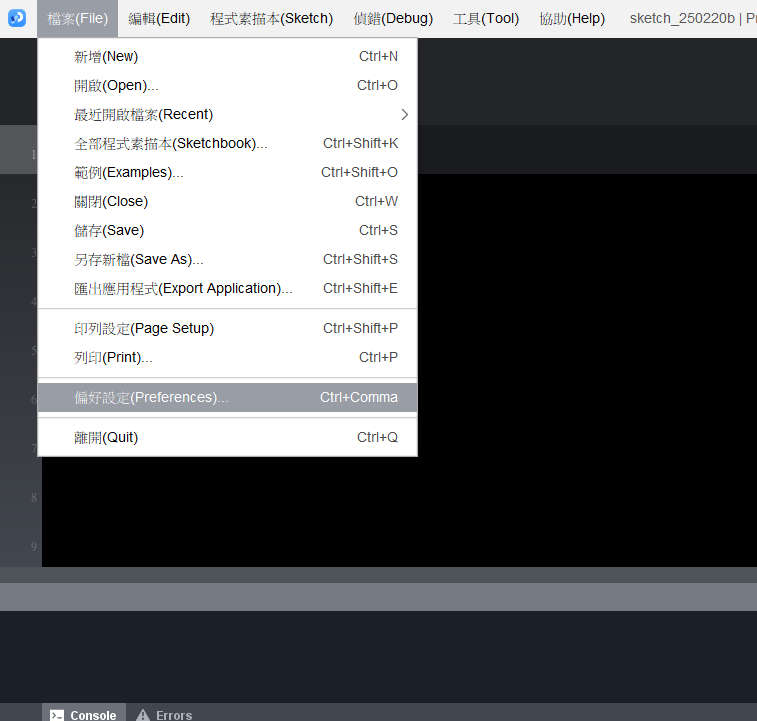 檔案(File) 編輯(Edit) 程式素描本(Sketch) 偵錯(Debug) 工具(Tool) 協助(Help) sketch_250220b |
新增(New) Ctrl+N
開啟(Open)... Ctrl+O
最近開啟檔案(Recent)
全部程式素描本(Sketchbook)... Ctrl+Shift+K
範例(Examples)... Ctrl+Shift+O
關閉(Close) Ctrl+W
儲存(Save) Ctrl+S
另存新檔(Save As)... Ctrl+Shift+S
匯出應用程式(Export Application)... Ctrl+Shift+E
印列設定(Page Setup) Ctrl+Shift+P
列印(Print)... Ctrl+P
偏好設定(Preferences)... Ctrl+Comma
離開(Quit) Ctrl+Q
1
2
3
4
5
6
7
8
9
Console Errors